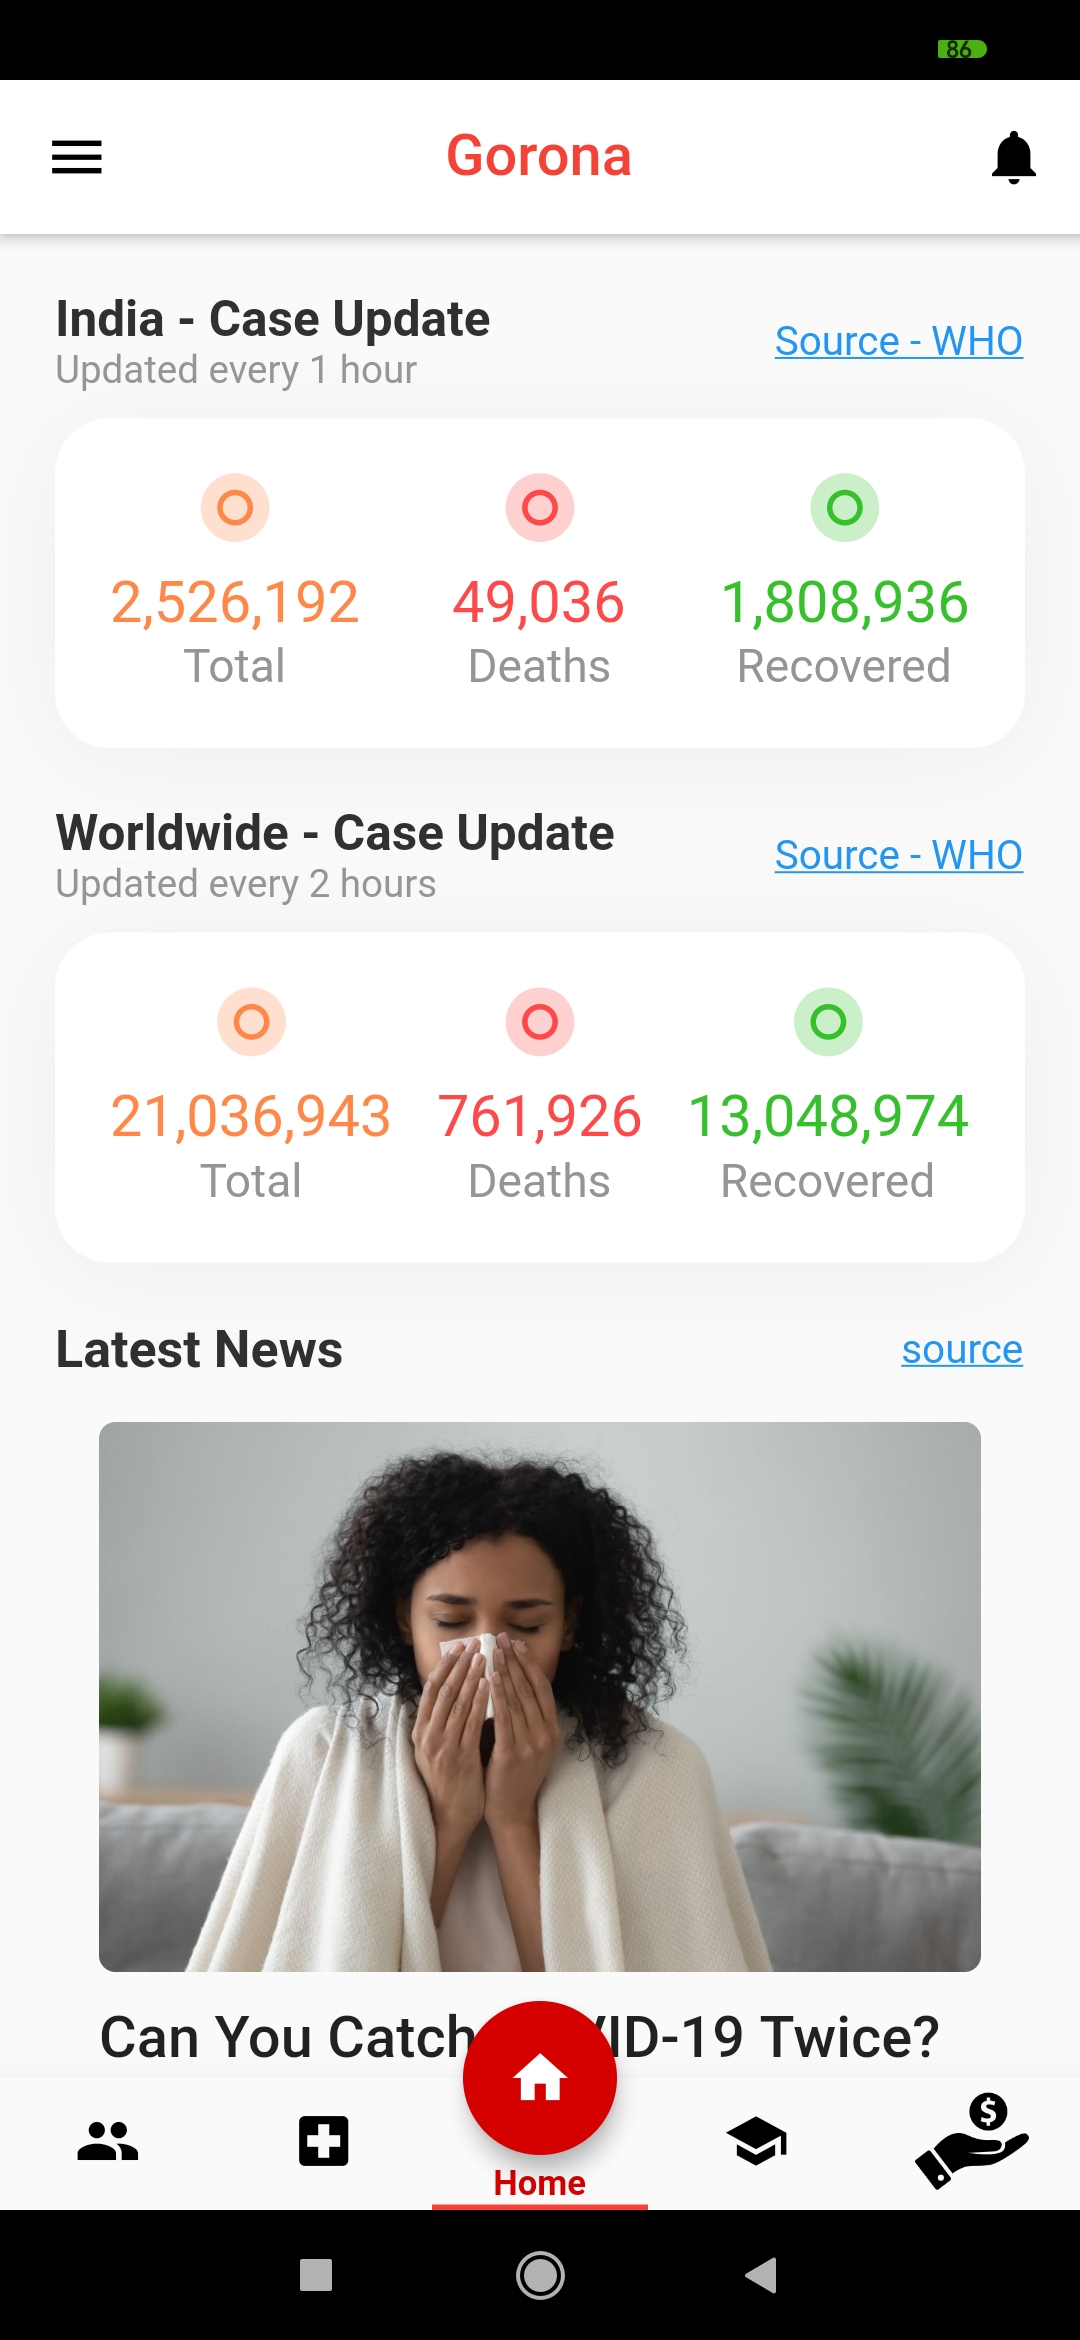 86
Gorona
India - Case Update
Updated every 1 hour
Source - WHO
2,526,192
49,036
1,808,936
Total
Deaths
Recovered
Worldwide - Case Update
Updated every 2 hours
Source - WHO
21,036,943
761,926
13,048,974
Total
Deaths
Recovered
Latest News
source
Can You Catch VID-19 Twice?
$
Home